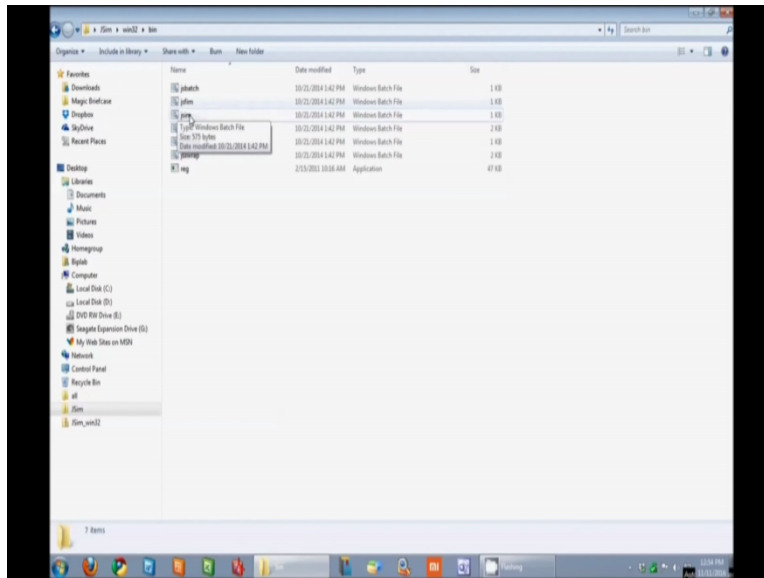 JSim ▸ win32 ▸ bin
Search bin
Organize ▾ Include in library ▾ Share with ▾ Burn New folder
Name Date modified Type Size
jsbatch 10/21/2014 1:42 PM Windows Batch File 1 KB
jsfim 10/21/2014 1:42 PM Windows Batch File 1 KB
jsim 10/21/2014 1:42 PM Windows Batch File 1 KB
10/21/2014 1:42 PM Windows Batch File 2 KB
10/21/2014 1:42 PM Windows Batch File 1 KB
10/21/2014 1:42 PM Windows Batch File 2 KB
reg 2/15/2011 10:16 AM Application 47 KB
Type: Windows Batch File
Size: 575 bytes
Date modified: 10/21/2014 1:42 PM
Favorites
Downloads
Magic Briefcase
Dropbox
SkyDrive
Recent Places
Desktop
Libraries
Documents
Music
Pictures
Videos
Homegroup
Biplab
Computer
Local Disk (C:)
Local Disk (D:)
DVD RW Drive (E:)
Seagate Expansion Drive (G:)
My Web Sites on MSN
Network
Control Panel
Recycle Bin
all
JSim
JSim_win32
7 items
bin
12:56 PM
11/11/2016